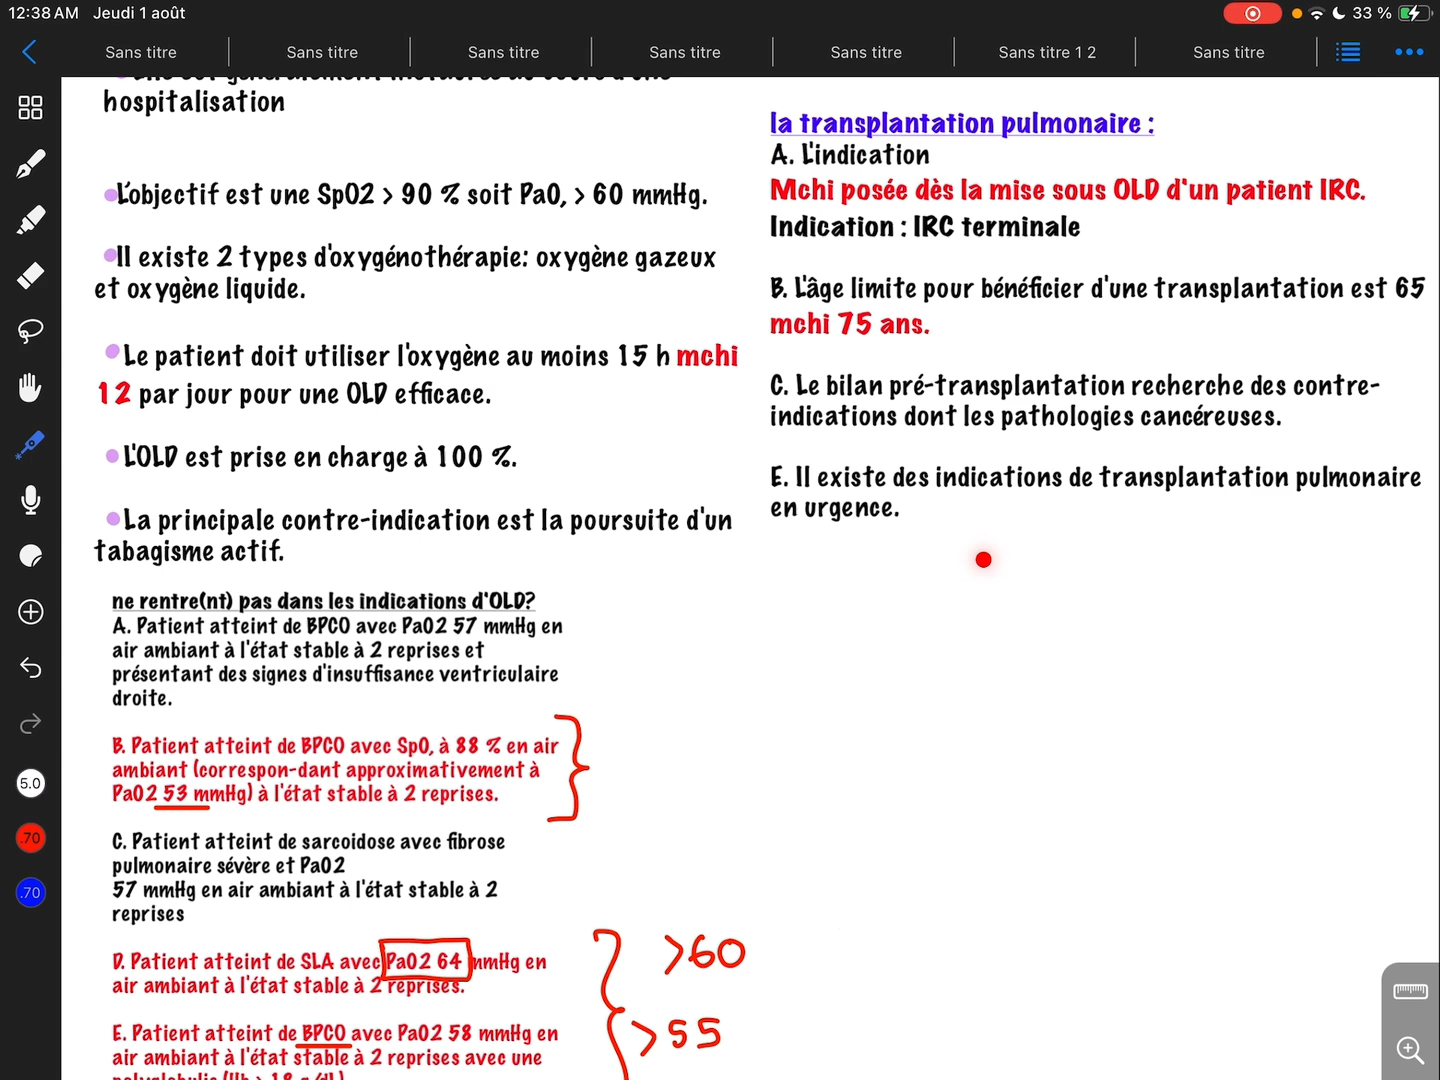 12:38 AM Jeudi 1 août
33 %
Sans titre
Sans titre
Sans titre
Sans titre
Sans titre
Sans titre 1 2
Sans titre
hospitalisation
L'objectif est une SpO2 > 90 % soit PaO, > 60 mmHg.
Il existe 2 types d'oxygénothérapie: oxygène gazeux
et oxygène liquide.
Le patient doit utiliser l'oxygène au moins 15 h mchi
12 par jour pour une OLD efficace.
L'OLD est prise en charge à 100 %.
La principale contre-indication est la poursuite d'un
tabagisme actif.
ne rentre(nt) pas dans les indications d'OLD?
A. Patient atteint de BPCO avec PaO2 57 mmHg en
air ambiant à l'état stable à 2 reprises et
présentant des signes d'insuffisance ventriculaire
droite.
B. Patient atteint de BPCO avec SpO, à 88 % en air
ambiant (correspon-dant approximativement à
PaO2 53 mmHg) à l'état stable à 2 reprises.
C. Patient atteint de sarcoidose avec fibrose
pulmonaire sévère et PaO2
57 mmHg en air ambiant à l'état stable à 2
reprises
D. Patient atteint de SLA avec PaO2 64 mmHg en
air ambiant à l'état stable à 2 reprises.
>60
E. Patient atteint de BPCO avec PaO2 58 mmHg en
air ambiant à l'état stable à 2 reprises avec une
>55
la transplantation pulmonaire :
A. L'indication
Mchi posée dès la mise sous OLD d'un patient IRC.
Indication : IRC terminale
B. L'âge limite pour bénéficier d'une transplantation est 65
mchi 75 ans.
C. Le bilan pré-transplantation recherche des contre-
indications dont les pathologies cancéreuses.
E. Il existe des indications de transplantation pulmonaire
en urgence.
5.0
.70
.70